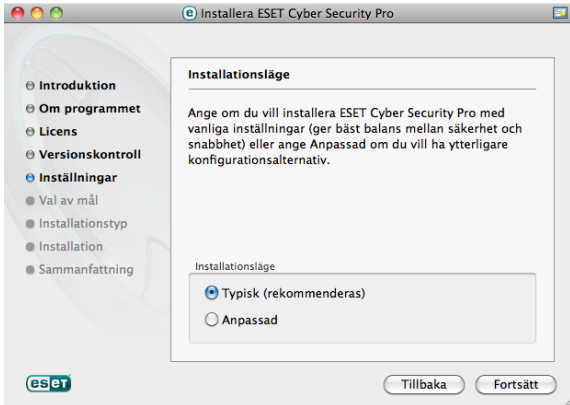 e Installera ESET Cyber Security Pro
Introduktion
Om programmet
Licens
Versionskontroll
Inställningar
Val av mål
Installationstyp
Installation
Sammanfattning
Installationsläge
Ange om du vill installera ESET Cyber Security Pro med
vanliga inställningar (ger bäst balans mellan säkerhet och
snabbhet) eller ange Anpassad om du vill ha ytterligare
konfigurationsalternativ.
Installationsläge
Typisk (rekommenderas)
Anpassad
eset
Tillbaka
Fortsätt